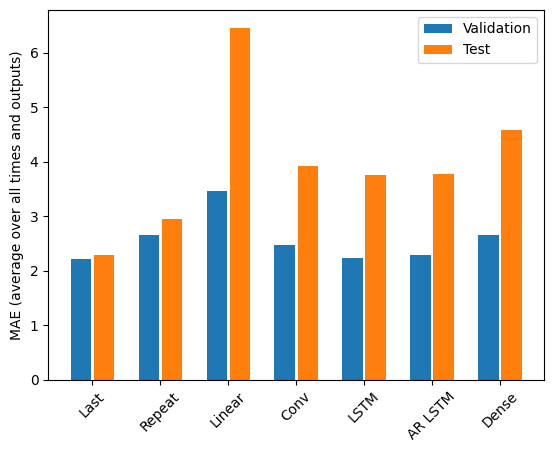 Validation
Test
MAE (average over all times and outputs)
6
5
4
3
2
1
0
Last
Repeat
Linear
Conv
LSTM
AR LSTM
Dense